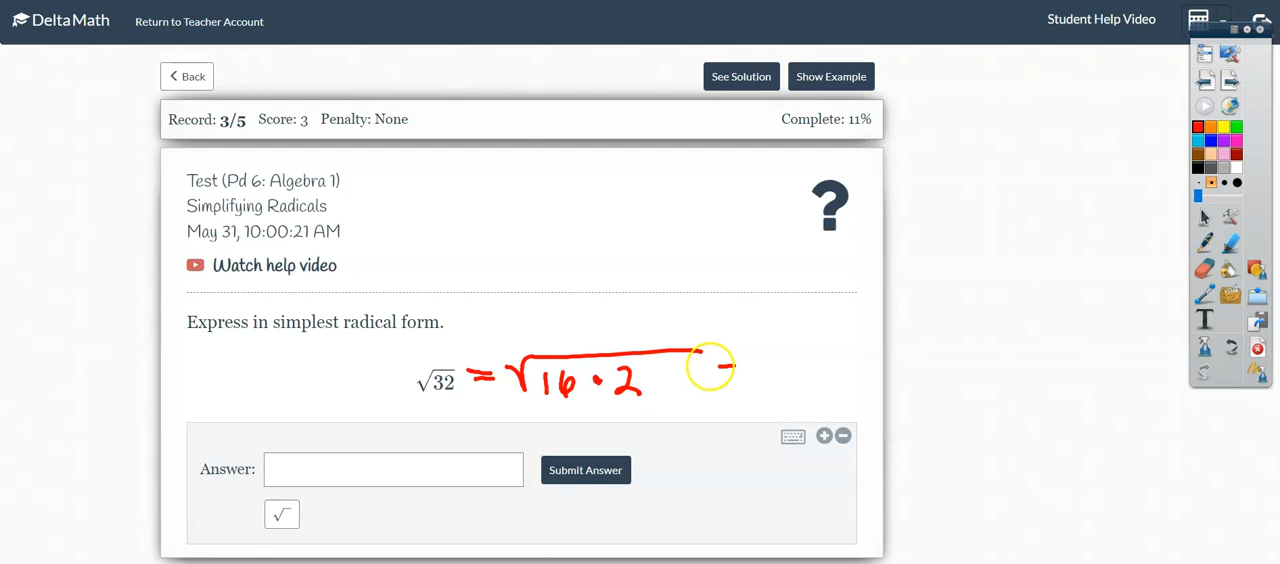 DeltaMath Return to Teacher Account Student Help Video
Back See Solution Show Example
Record: 3/5 Score: 3 Penalty: None Complete: 11%
Test (Pd 6: Algebra 1)
Simplifying Radicals
May 31, 10:00:21 AM
?
Watch help video
Express in simplest radical form.
√32 = √16 · 2 =
Answer: Submit Answer
√
T